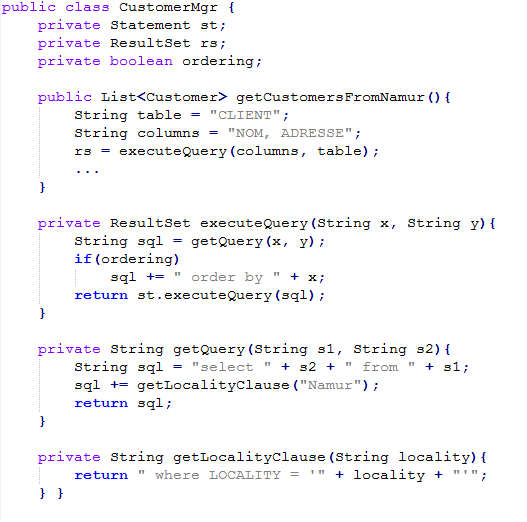 public class CustomerMgr {
    private Statement st;
    private ResultSet rs;
    private boolean ordering;

    public List<Customer> getCustomersFromNamur(){
        String table = "CLIENT";
        String columns = "NOM, ADRESSE";
        rs = executeQuery(columns, table);
        ...
    }

    private ResultSet executeQuery(String x, String y){
        String sql = getQuery(x, y);
        if(ordering)
            sql += " order by " + x;
        return st.executeQuery(sql);
    }

    private String getQuery(String s1, String s2){
        String sql = "select " + s2 + " from " + s1;
        sql += getLocalityClause("Namur");
        return sql;
    }

    private String getLocalityClause(String locality){
        return " where LOCALITY = '" + locality + "'";
    } }